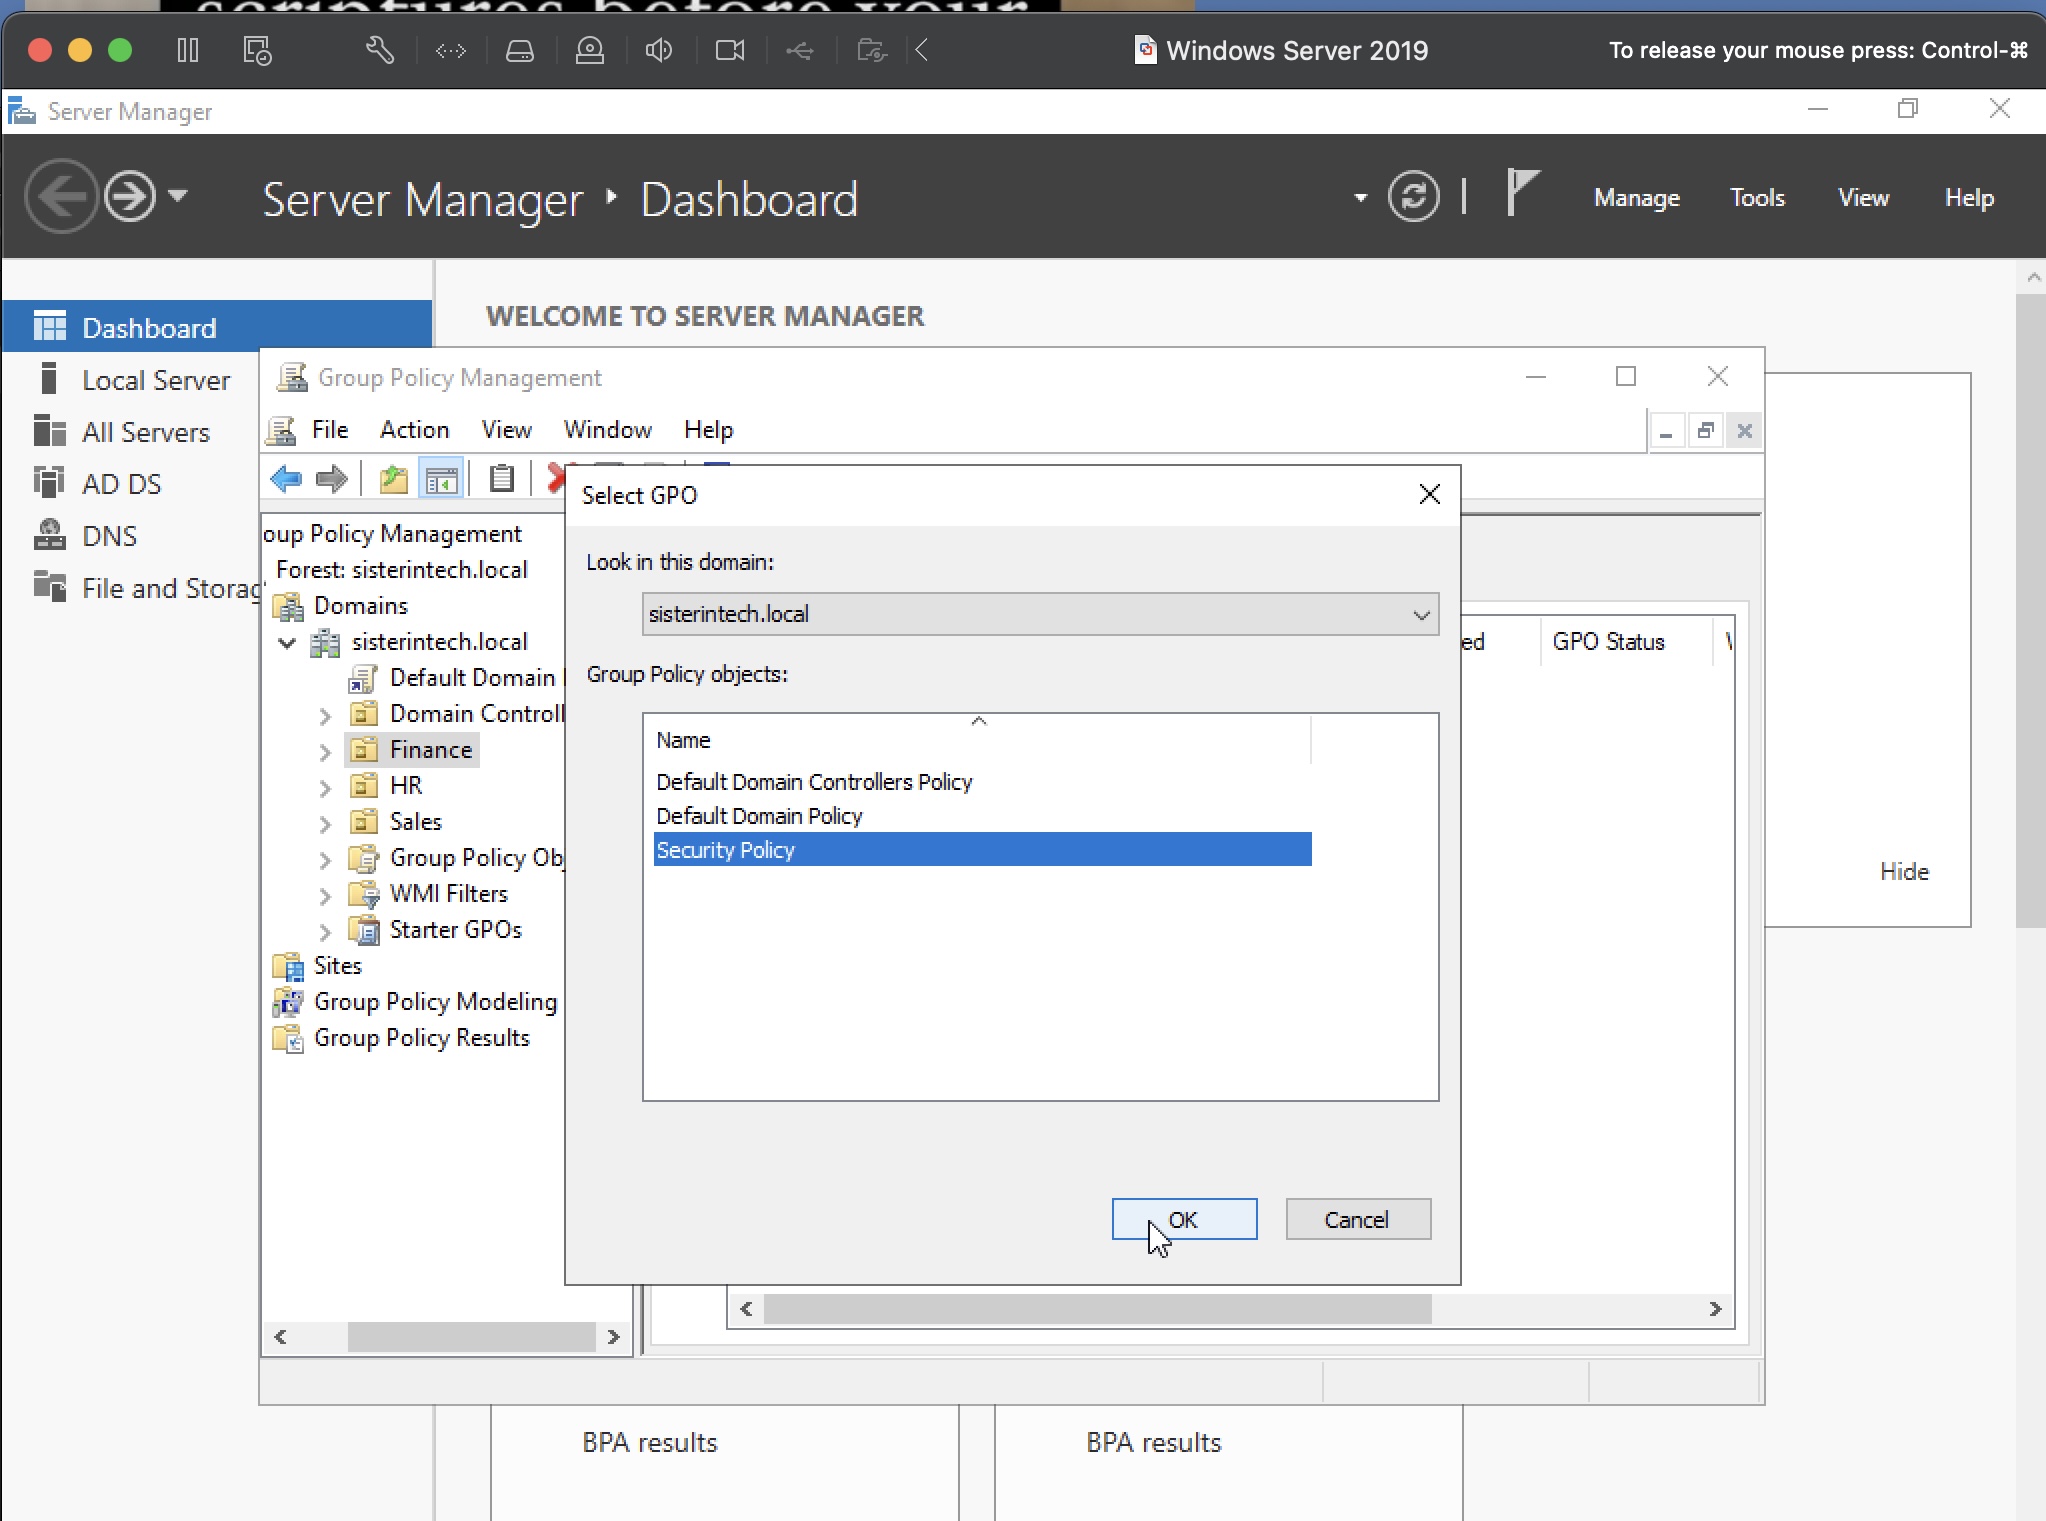 scriptures before your
Windows Server 2019
To release your mouse press: Control-⌘
Server Manager
Server Manager ‣ Dashboard
Manage
Tools
View
Help
Dashboard
Local Server
All Servers
AD DS
DNS
File and Storag
WELCOME TO SERVER MANAGER
Group Policy Management
File
Action
View
Window
Help
oup Policy Management
Forest: sisterintech.local
Domains
sisterintech.local
Default Domain
Domain Controll
Finance
HR
Sales
Group Policy Ob
WMI Filters
Starter GPOs
Sites
Group Policy Modeling
Group Policy Results
Select GPO
Look in this domain:
sisterintech.local
Group Policy objects:
Name
Default Domain Controllers Policy
Default Domain Policy
Security Policy
OK
Cancel
ed
GPO Status
Hide
BPA results
BPA results